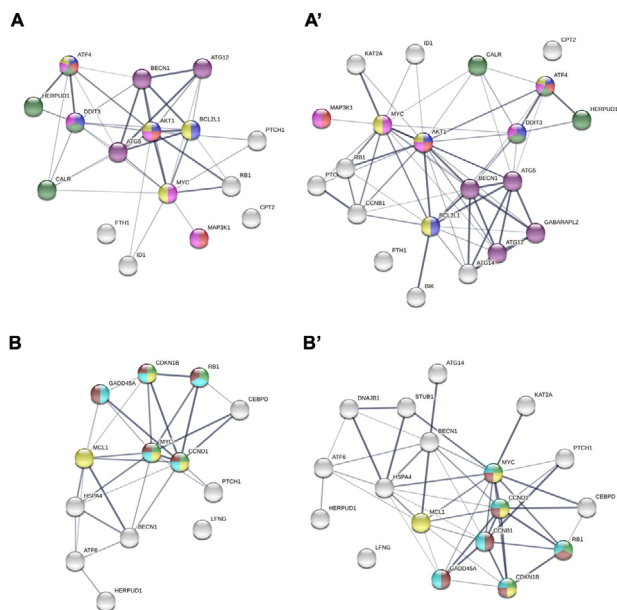 A
ATF4
BECN1
ATG12
HERPUD1
DDIT3
AKT1
BCL2L1
ATG5
PTCH1
CALR
MYC
RB1
CPT2
FTH1
MAP3K1
ID1
A'
ID1
KAT2A
CPT2
CALR
ATF4
MAP3K1
MYC
HERPUD1
AKT1
DDIT3
RB1
PTC
BECN1
ATG5
CCNB1
BCL2L1
GABARAPL2
ATG12
FTH1
ATG14
BIK
B
CDKN1B
RB1
GADD45A
CEBPD
MCL1
MYC
CCND1
HSPA4
PTCH1
BECN1
LFNG
ATF6
HERPUD1
B'
ATG14
DNAJB1
STUB1
KAT2A
BECN1
ATF6
MYC
PTCH1
HSPA4
CCND1
CEBPD
HERPUD1
MCL1
CCNB1
RB1
LFNG
GADD45A
CDKN1B